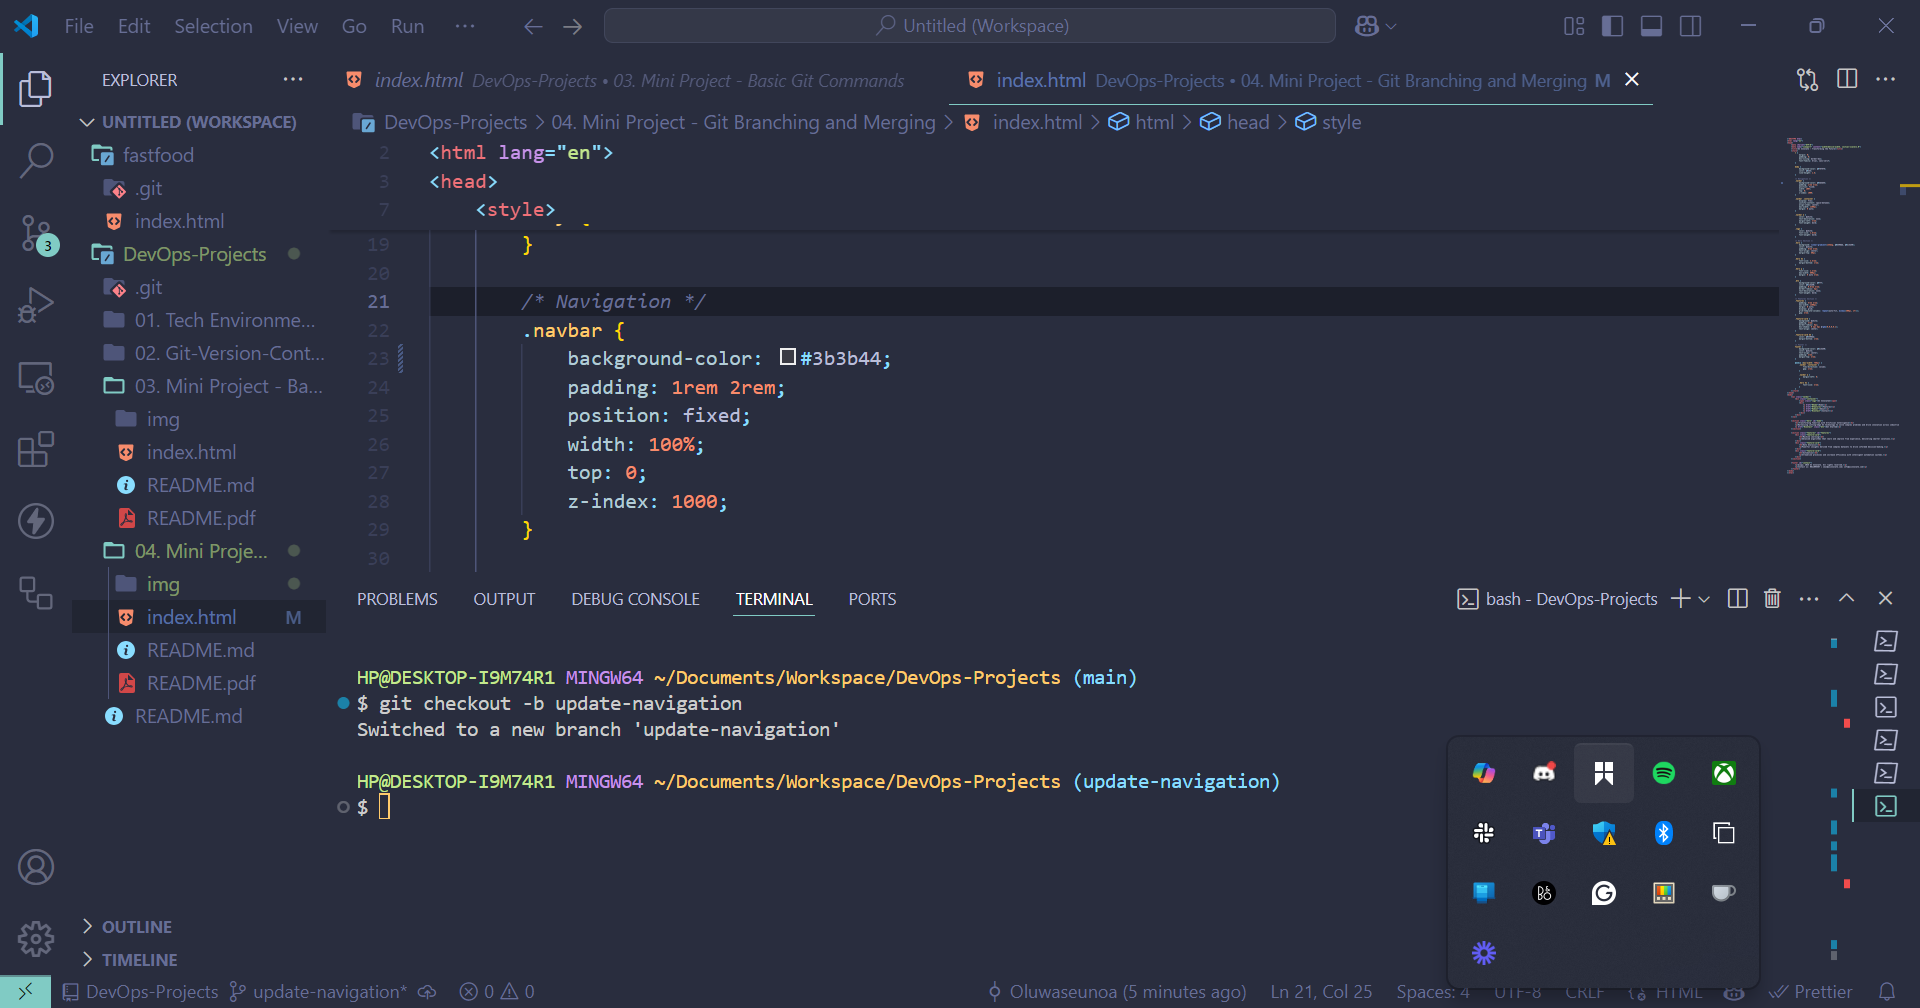 File Edit Selection View Go Run ··· Untitled (Workspace)
EXPLORER ···
UNTITLED (WORKSPACE)
fastfood
.git
index.html
DevOps-Projects
.git
01. Tech Environme...
02. Git-Version-Cont...
03. Mini Project - Ba...
img
index.html
README.md
README.pdf
04. Mini Proje...
img
index.html M
README.md
README.pdf
README.md
OUTLINE
TIMELINE
3
index.html DevOps-Projects • 03. Mini Project - Basic Git Commands
index.html DevOps-Projects • 04. Mini Project - Git Branching and Merging M
DevOps-Projects > 04. Mini Project - Git Branching and Merging > index.html > html > head > style
2 <html lang="en">
3 <head>
7 <style>
19 }
20
21 /* Navigation */
22 .navbar {
23 background-color: #3b3b44;
24 padding: 1rem 2rem;
25 position: fixed;
26 width: 100%;
27 top: 0;
28 z-index: 1000;
29 }
30
PROBLEMS OUTPUT DEBUG CONSOLE TERMINAL PORTS
bash - DevOps-Projects
HP@DESKTOP-I9M74R1 MINGW64 ~/Documents/Workspace/DevOps-Projects (main)
$ git checkout -b update-navigation
Switched to a new branch 'update-navigation'
HP@DESKTOP-I9M74R1 MINGW64 ~/Documents/Workspace/DevOps-Projects (update-navigation)
$
DevOps-Projects update-navigation* 0 0 Oluwaseunoa (5 minutes ago) Ln 21, Col 25 Spaces: 4 UTF-8 CRLF HTML Prettier